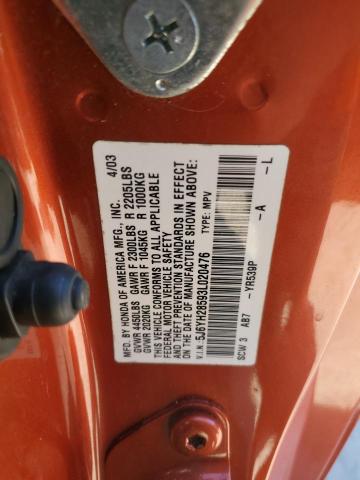 MFD. BY HONDA OF AMERICA MFG., INC. 4/03
GVWR 4450LBS GAWR F 2300LBS R 2205LBS
GVWR 2020KG GAWR F 1045KG R 1000KG
THIS VEHICLE CONFORMS TO ALL APPLICABLE
FEDERAL MOTOR VEHICLE SAFETY
AND THEFT PREVENTION STANDARDS IN EFFECT
ON THE DATE OF MANUFACTURE SHOWN ABOVE:
V.I.N: 5J6YH28593L020476 TYPE: MPV
SCW 3 AB7 -YR539P -A -L